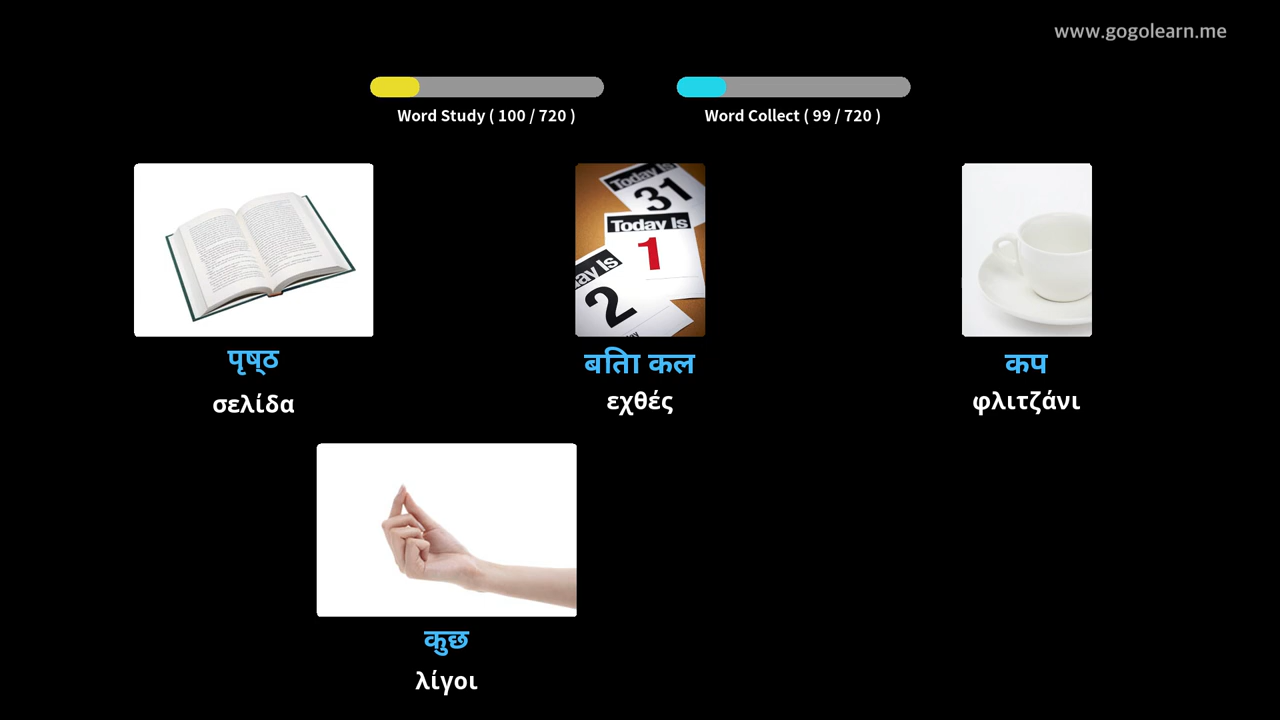 www.gogolearn.me
Word Study ( 100 / 720 )
Word Collect ( 99 / 720 )
Today Is
31
Today Is
1
ay Is
2
पृष्ठ
बीता कल
कप
σελίδα
εχθές
φλιτζάνι
कुछ
λίγοι